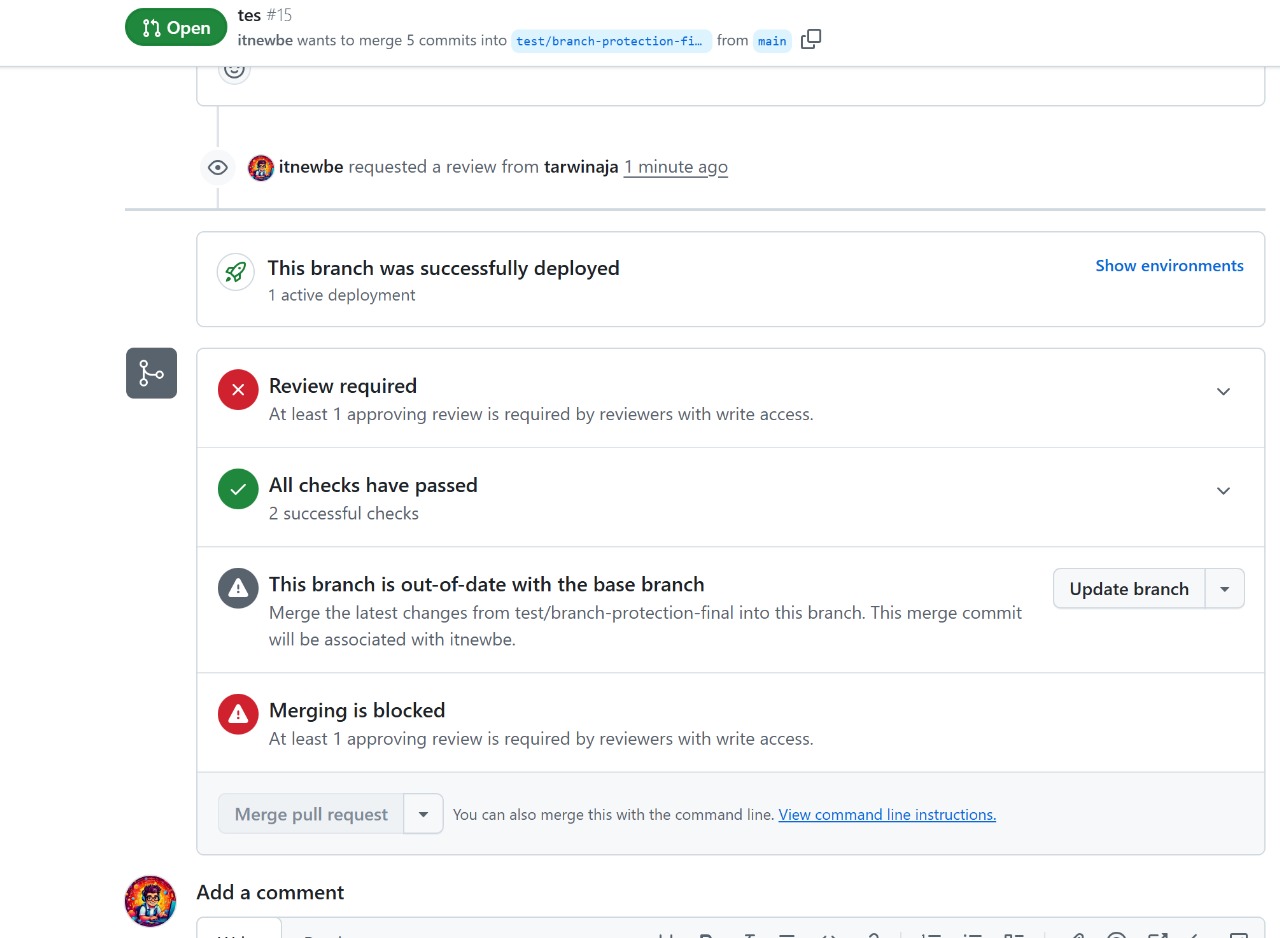 Open
tes #15
itnewbe wants to merge 5 commits into test/branch-protection-fi… from main
itnewbe requested a review from tarwinaja 1 minute ago
This branch was successfully deployed
1 active deployment
Show environments
Review required
At least 1 approving review is required by reviewers with write access.
All checks have passed
2 successful checks
This branch is out-of-date with the base branch
Merge the latest changes from test/branch-protection-final into this branch. This merge commit
will be associated with itnewbe.
Update branch
Merging is blocked
At least 1 approving review is required by reviewers with write access.
Merge pull request
You can also merge this with the command line. View command line instructions.
Add a comment